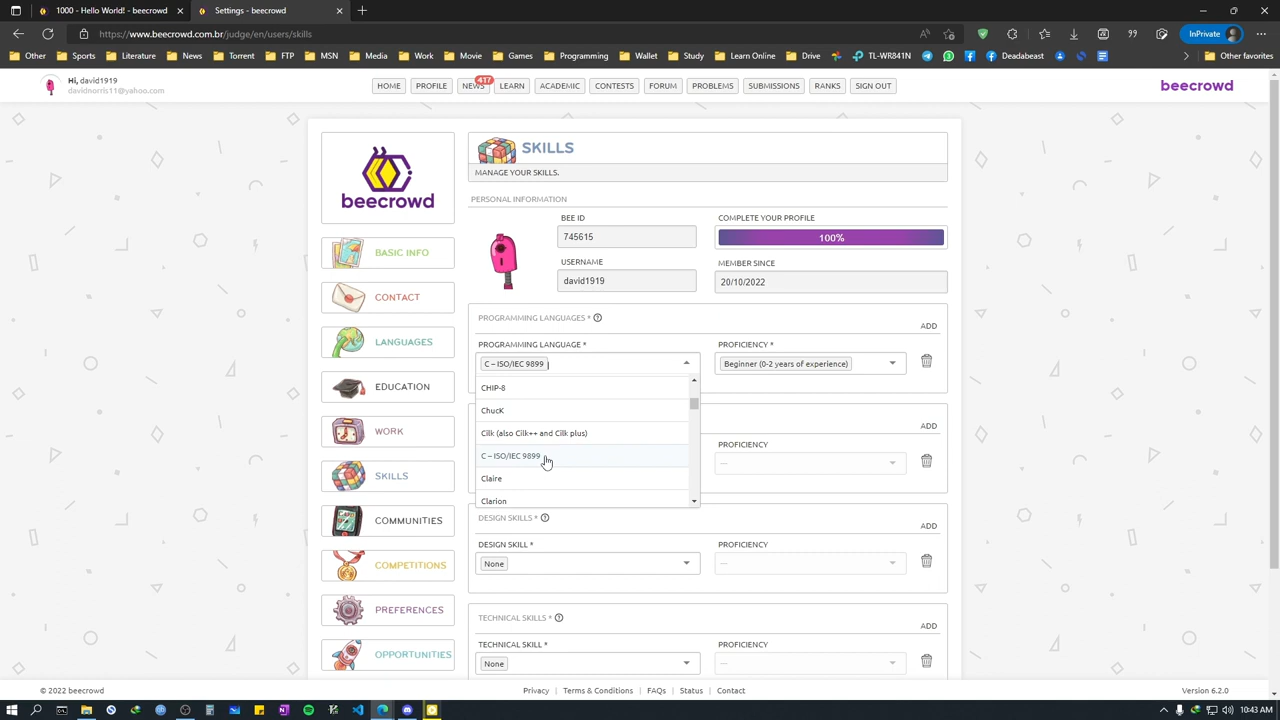 1000 - Hello World! - beecrowd
Settings - beecrowd
https://www.beecrowd.com.br/judge/en/users/skills
InPrivate
Other
Sports
Literature
News
Torrent
FTP
MSN
Media
Work
Movie
Games
Programming
Wallet
Study
Learn Online
Drive
TL-WR841N
Deadabeast
Other favorites
Hi, david1919
davidnorris11@yahoo.com
HOME
PROFILE
NEWS
417
LEARN
ACADEMIC
CONTESTS
FORUM
PROBLEMS
SUBMISSIONS
RANKS
SIGN OUT
beecrowd
beecrowd
BASIC INFO
CONTACT
LANGUAGES
EDUCATION
WORK
SKILLS
COMMUNITIES
COMPETITIONS
PREFERENCES
OPPORTUNITIES
SKILLS
MANAGE YOUR SKILLS.
PERSONAL INFORMATION
BEE ID
745615
COMPLETE YOUR PROFILE
100%
USERNAME
david1919
MEMBER SINCE
20/10/2022
PROGRAMMING LANGUAGES *
ADD
PROGRAMMING LANGUAGE *
PROFICIENCY *
C – ISO/IEC 9899
Beginner (0-2 years of experience)
CHIP-8
ChucK
Cilk (also Cilk++ and Cilk plus)
C – ISO/IEC 9899
Claire
Clarion
ADD
PROFICIENCY
—
DESIGN SKILLS *
ADD
DESIGN SKILL *
PROFICIENCY
None
—
TECHNICAL SKILLS *
ADD
TECHNICAL SKILL *
PROFICIENCY
None
—
© 2022 beecrowd
Privacy
Terms & Conditions
FAQs
Status
Contact
Version 6.2.0
10:43 AM